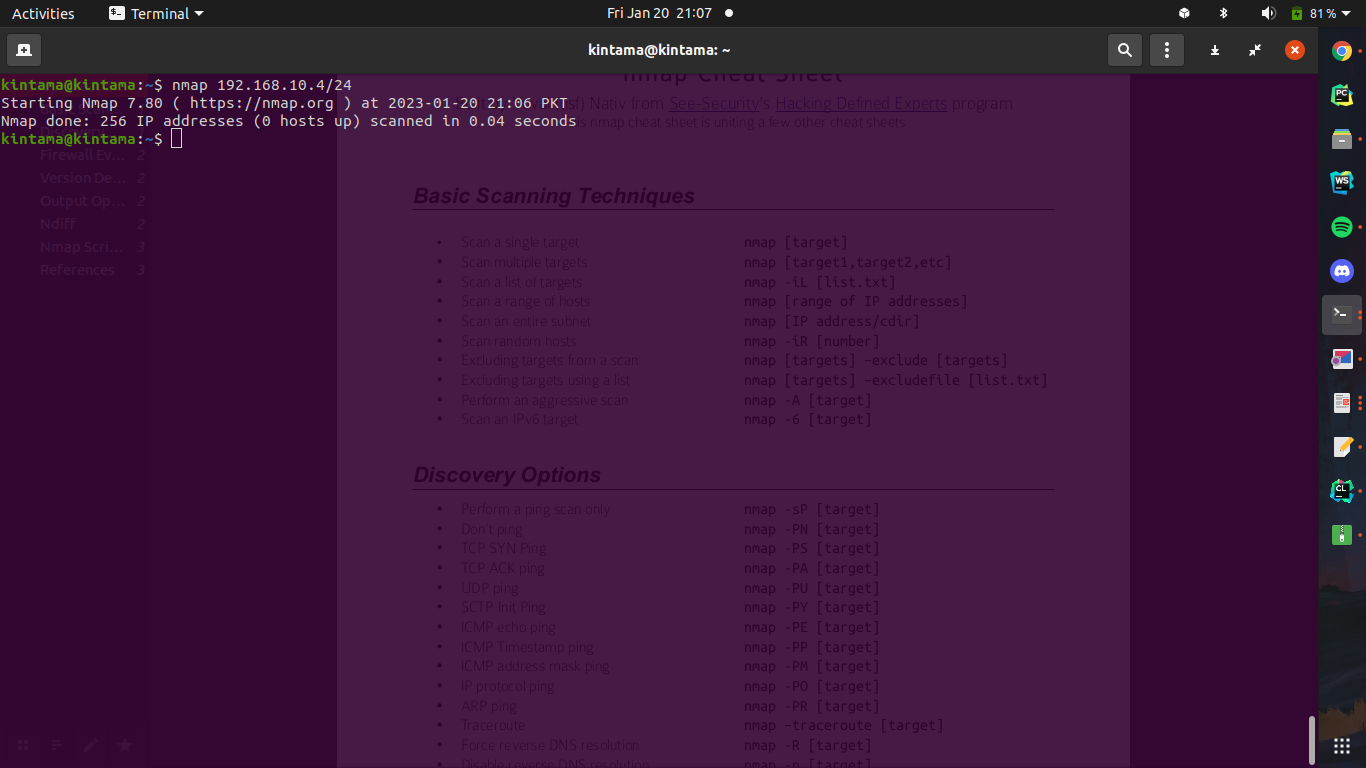 Activities
Terminal
Fri Jan 20 21:07
81 %
kintama@kintama: ~
kintama@kintama:~$ nmap 192.168.10.4/24
Starting Nmap 7.80 ( https://nmap.org ) at 2023-01-20 21:06 PKT
Nmap done: 256 IP addresses (0 hosts up) scanned in 0.04 seconds
kintama@kintama:~$
nmap Cheat Sheet
Nativ from See-Security's Hacking Defined Experts program
nmap cheat sheet is uniting a few other cheat sheets
Firewall Ev... 2
Version De... 2
Output Op... 2
Ndiff 2
Nmap Scri... 3
References 3
Basic Scanning Techniques
• Scan a single target nmap [target]
• Scan multiple targets nmap [target1,target2,etc]
• Scan a list of targets nmap -iL [list.txt]
• Scan a range of hosts nmap [range of IP addresses]
• Scan an entire subnet nmap [IP address/cdir]
• Scan random hosts nmap -iR [number]
• Excluding targets from a scan nmap [targets] –exclude [targets]
• Excluding targets using a list nmap [targets] –excludefile [list.txt]
• Perform an aggressive scan nmap -A [target]
• Scan an IPv6 target nmap -6 [target]
Discovery Options
• Perform a ping scan only nmap -sP [target]
• Don't ping nmap -PN [target]
• TCP SYN Ping nmap -PS [target]
• TCP ACK ping nmap -PA [target]
• UDP ping nmap -PU [target]
• SCTP Init Ping nmap -PY [target]
• ICMP echo ping nmap -PE [target]
• ICMP Timestamp ping nmap -PP [target]
• ICMP address mask ping nmap -PM [target]
• IP protocol ping nmap -PO [target]
• ARP ping nmap -PR [target]
• Traceroute nmap –traceroute [target]
• Force reverse DNS resolution nmap -R [target]
• Disable reverse DNS resolution nmap -n [target]
PC
WS
CL